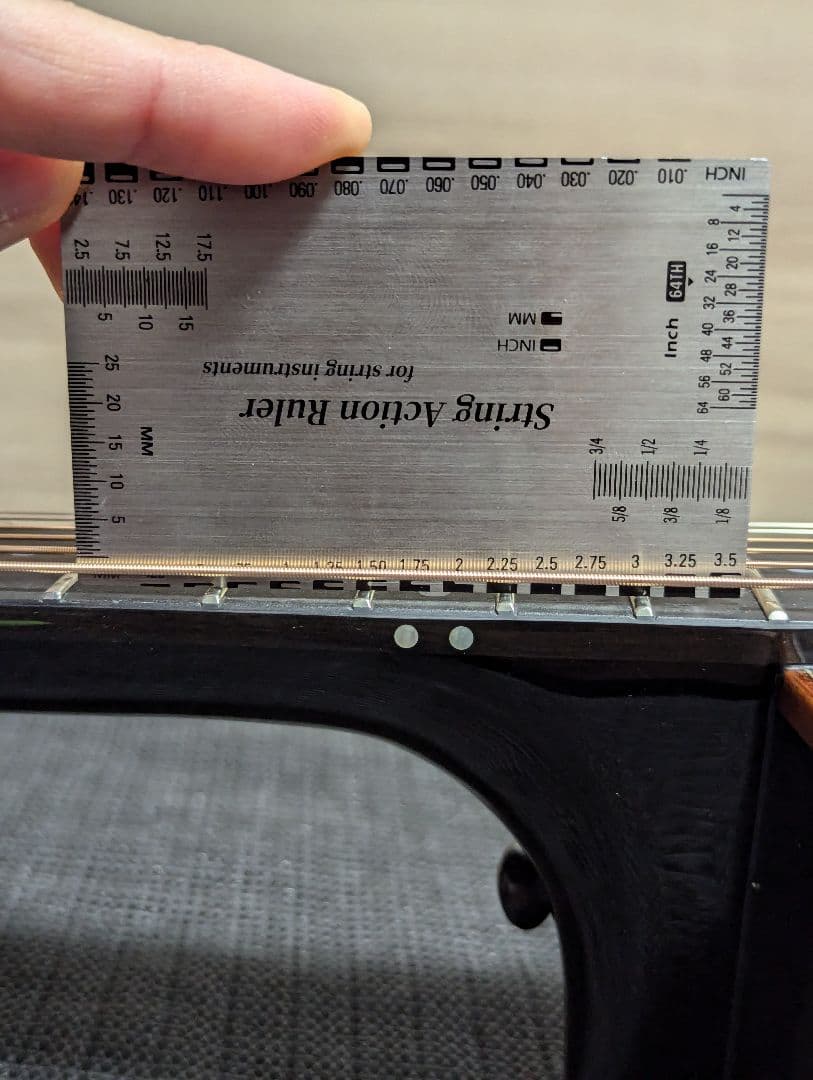 INCH .010 .020 .030 .040 .050 .060 .070 .080 .090 .100 .110 .120 .130 .14
2.5 7.5 12.5 17.5
5 10 15
8 16 24 32 40 48 56 64
4 12 20 28 36 44 52 60
Inch 64TH
MM
INCH
String Action Ruler
for string instruments
25 20 15 10 5
MM
3/4 1/2 1/4
5/8 3/8 1/8
1.25 1.50 1.75 2 2.25 2.5 2.75 3 3.25 3.5